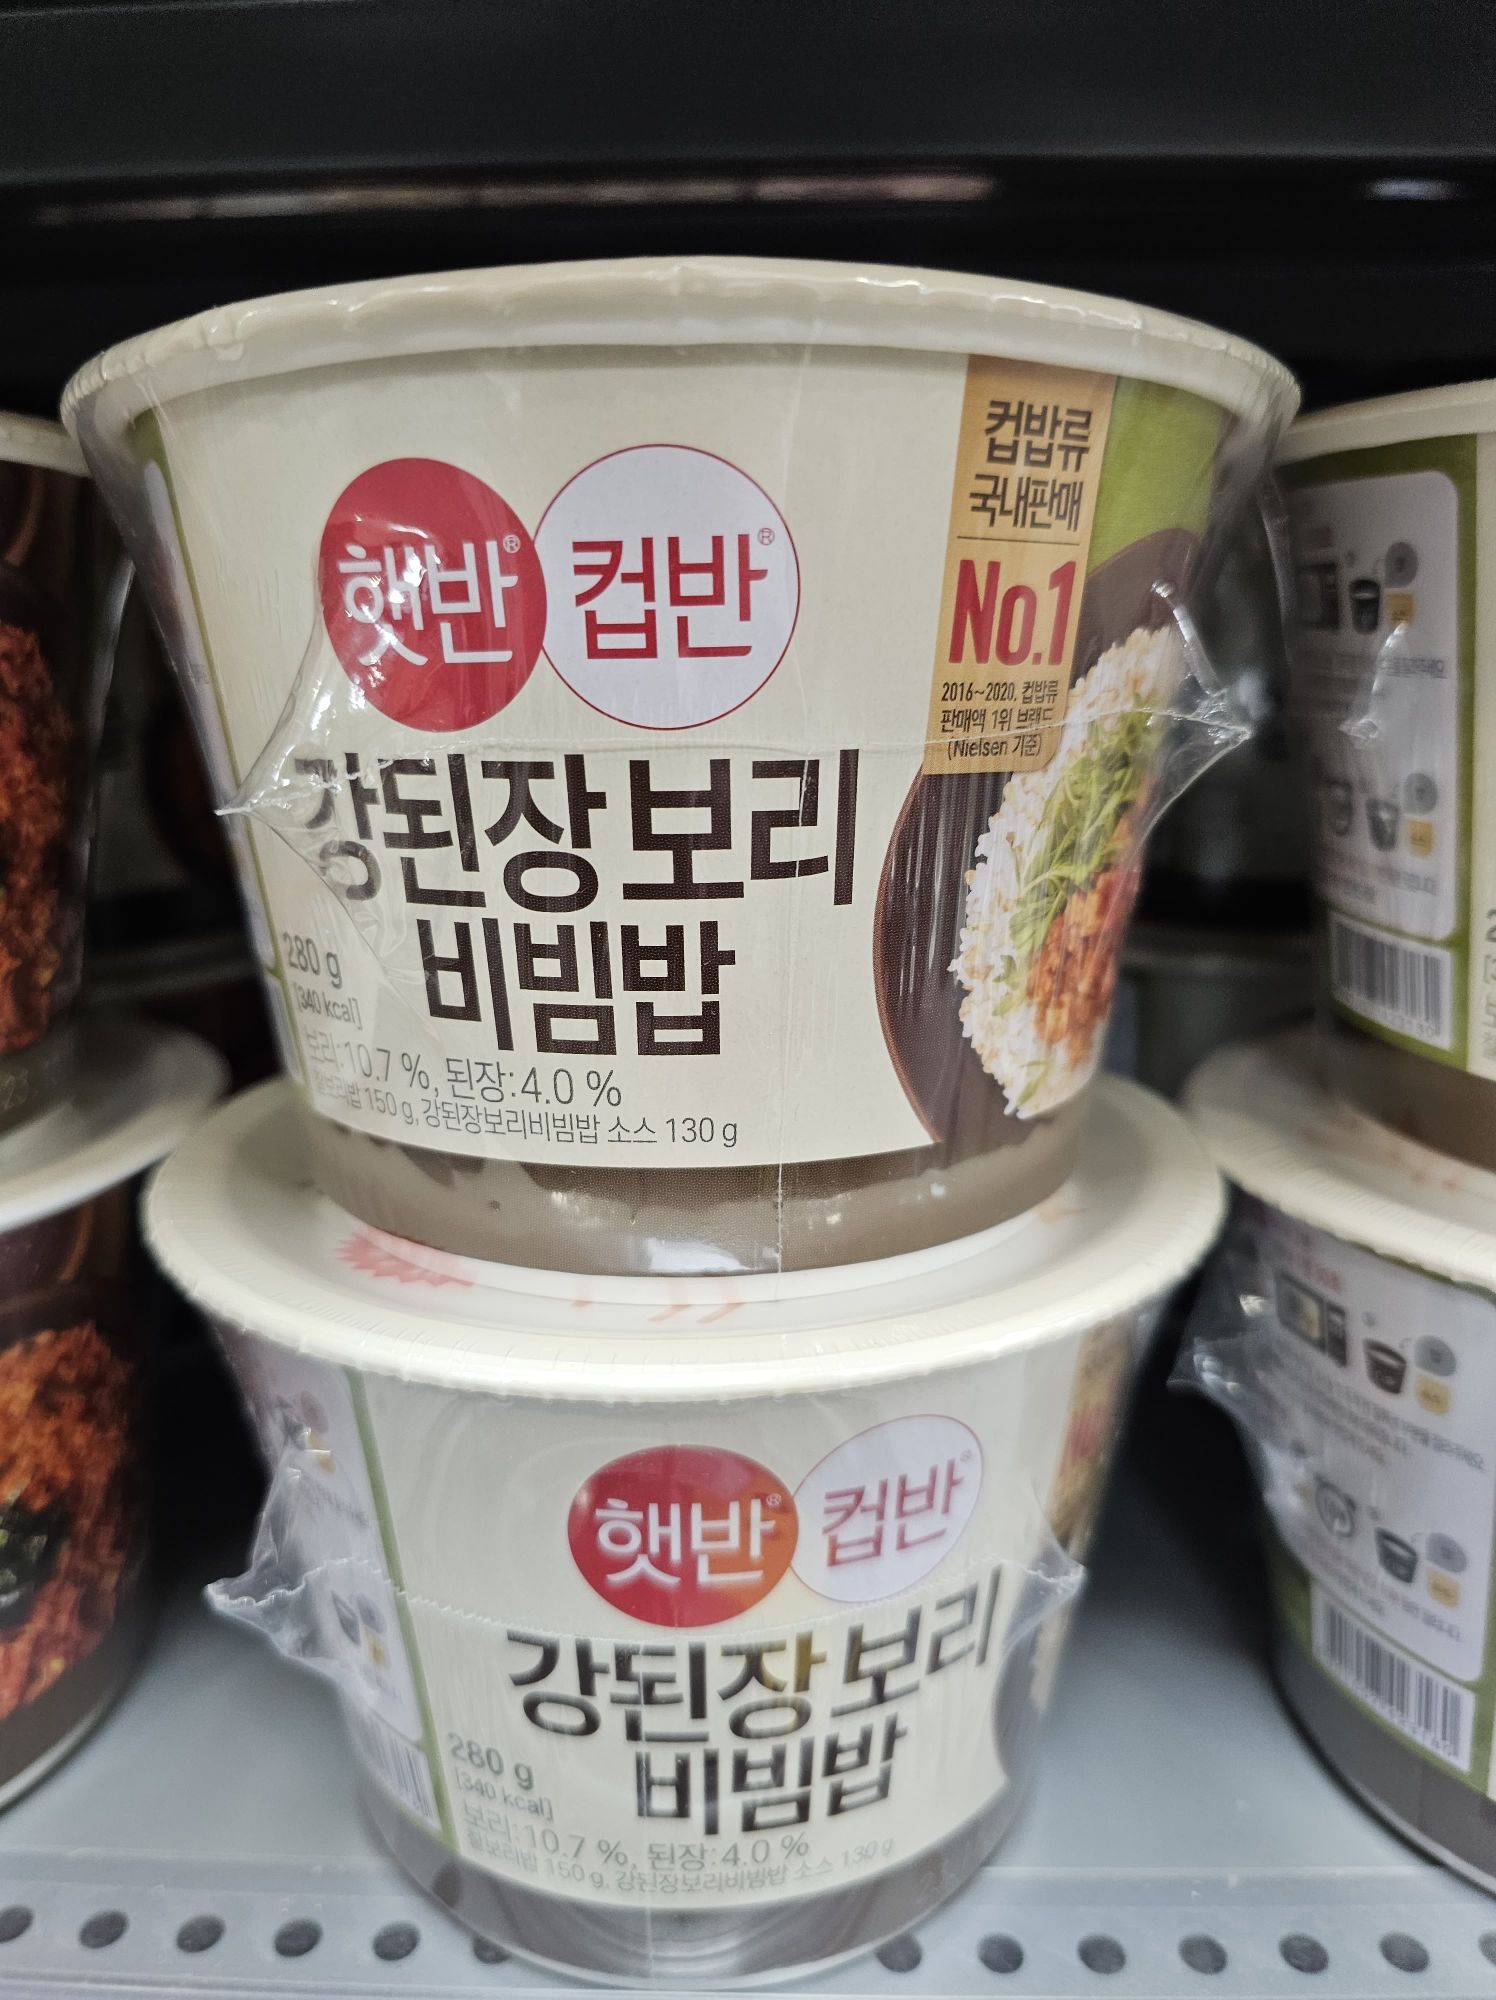 햇반® 컵반®
컵밥류
국내판매
No.1
2016~2020, 컵밥류
판매액 1위 브랜드
(Nielsen 기준)
강된장보리
비빔밥
280 g
[340 kcal]
보리:10.7 %, 된장:4.0 %
찰보리밥 150 g, 강된장보리비빔밥 소스 130 g
햇반® 컵반®
강된장보리
비빔밥
280 g
[340 kcal]
보리:10.7 %, 된장:4.0 %
찰보리밥 150 g, 강된장보리비빔밥 소스 130 g